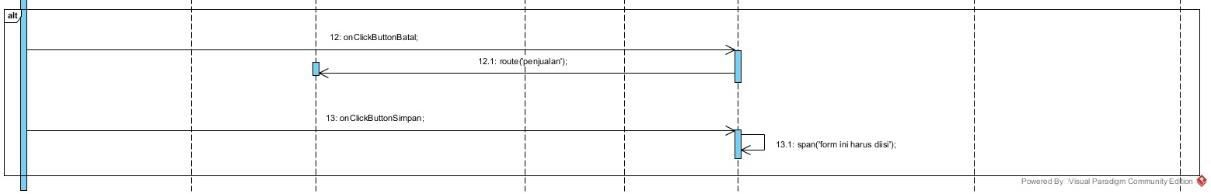 alt
12: onClickButtonBatal;
12.1: route('penjualan');
13: onClickButtonSimpan;
13.1: span("form ini harus diisi");
Powered By Visual Paradigm Community Edition